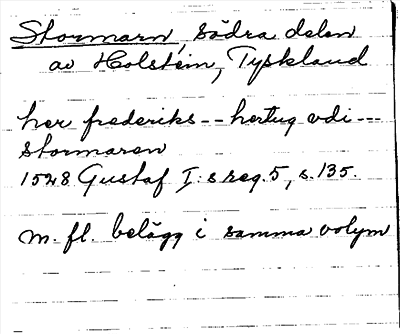 Stormarn, södra delen
av Holstein, Tyskland
her frederiks -- hertug vdi ---
stormaren
1528 Gustaf I:s reg. 5, s. 135.
m. fl. belägg i samma volym